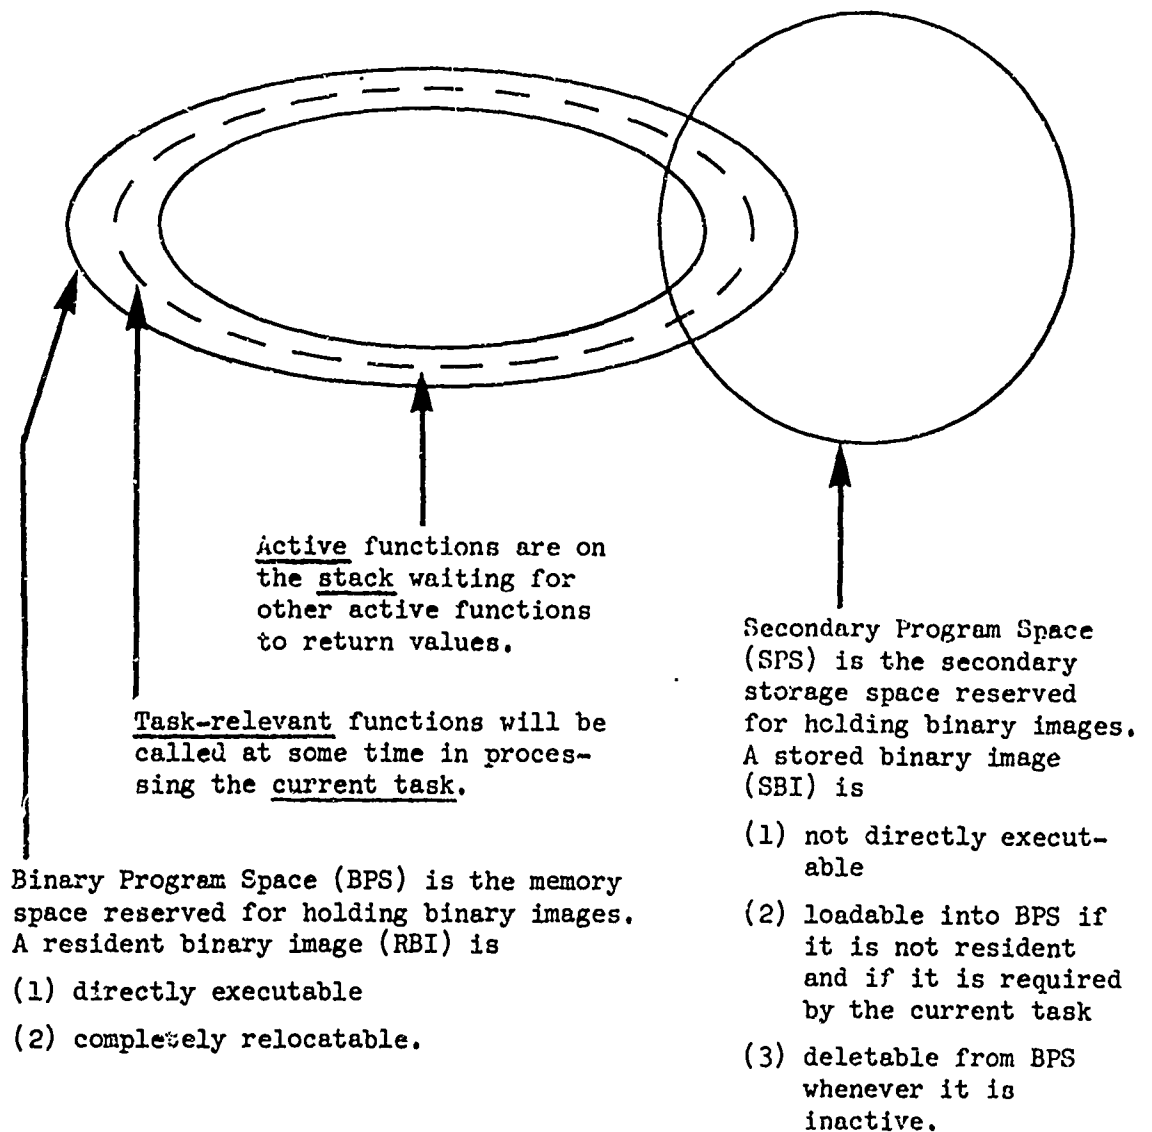 Active functions are on
the stack waiting for
other active functions
to return values.
Task-relevant functions will be
called at some time in proces-
sing the current task.
Binary Program Space (BPS) is the memory
space reserved for holding binary images.
A resident binary image (RBI) is
(1) directly executable
(2) completely relocatable.
Secondary Program Space
(SPS) is the secondary
storage space reserved
for holding binary images.
A stored binary image
(SBI) is
(1) not directly execut-
able
(2) loadable into BPS if
it is not resident
and if it is required
by the current task
(3) deletable from BPS
whenever it is
inactive.